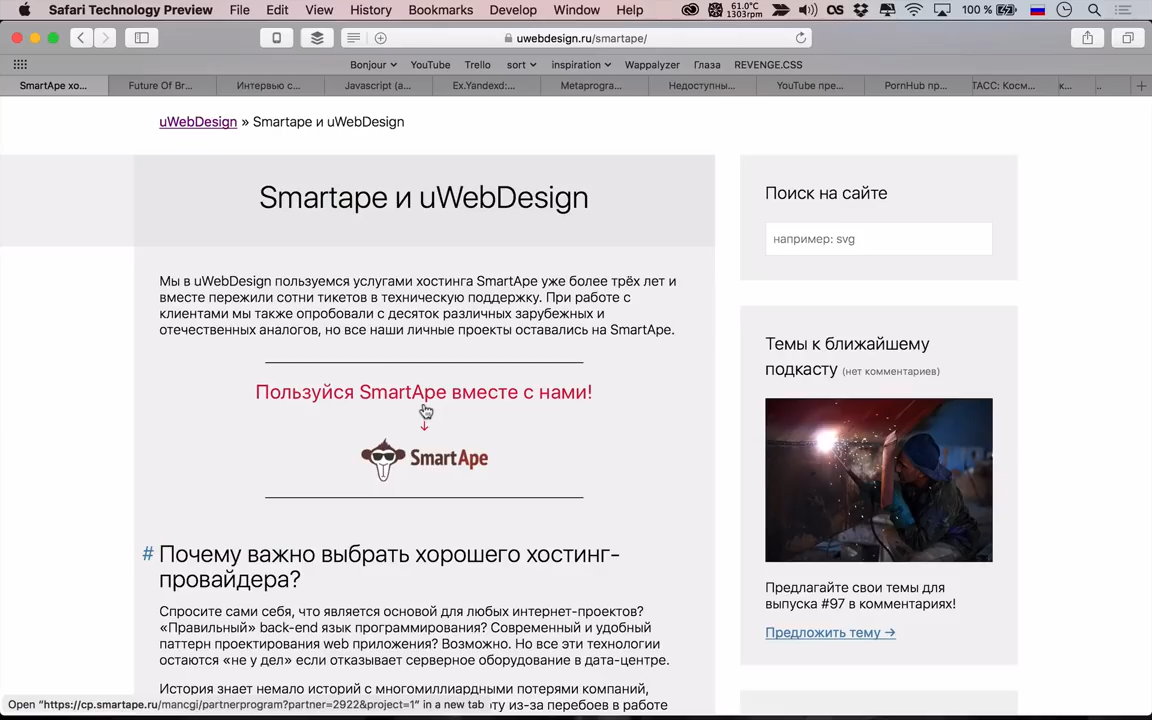 Safari Technology Preview File Edit View History Bookmarks Develop Window Help 61.0°C 1303rpm 100 %
uwebdesign.ru/smartape/
Bonjour YouTube Trello sort inspiration Wappalyzer Глаза REVENGE.CSS
SmartApe хо... Future Of Br... Интервью с... Javascript (а... Ex.Yandexd:... Metaprogra... Недоступны... YouTube пре... PornHub пр... ТАСС: Косм... к... ..
uWebDesign » Smartape и uWebDesign
Smartape и uWebDesign
Мы в uWebDesign пользуемся услугами хостинга SmartApe уже более трёх лет и
вместе пережили сотни тикетов в техническую поддержку. При работе с
клиентами мы также опробовали с десяток различных зарубежных и
отечественных аналогов, но все наши личные проекты оставались на SmartApe.
Пользуйся SmartApe вместе с нами!
↓
SmartApe
# Почему важно выбрать хорошего хостинг-
провайдера?
Спросите сами себя, что является основой для любых интернет-проектов?
«Правильный» back-end язык программирования? Современный и удобный
паттерн проектирования web приложения? Возможно. Но все эти технологии
остаются «не у дел» если отказывает серверное оборудование в дата-центре.
История знает немало историй с многомиллиардными потерями компаний,
из-за перебоев в работе
Поиск на сайте
например: svg
Темы к ближайшему
подкасту (нет комментариев)
Предлагайте свои темы для
выпуска #97 в комментариях!
Предложить тему →
Open "https://cp.smartape.ru/mancgi/partnerprogram?partner=2922&project=1" in a new tab